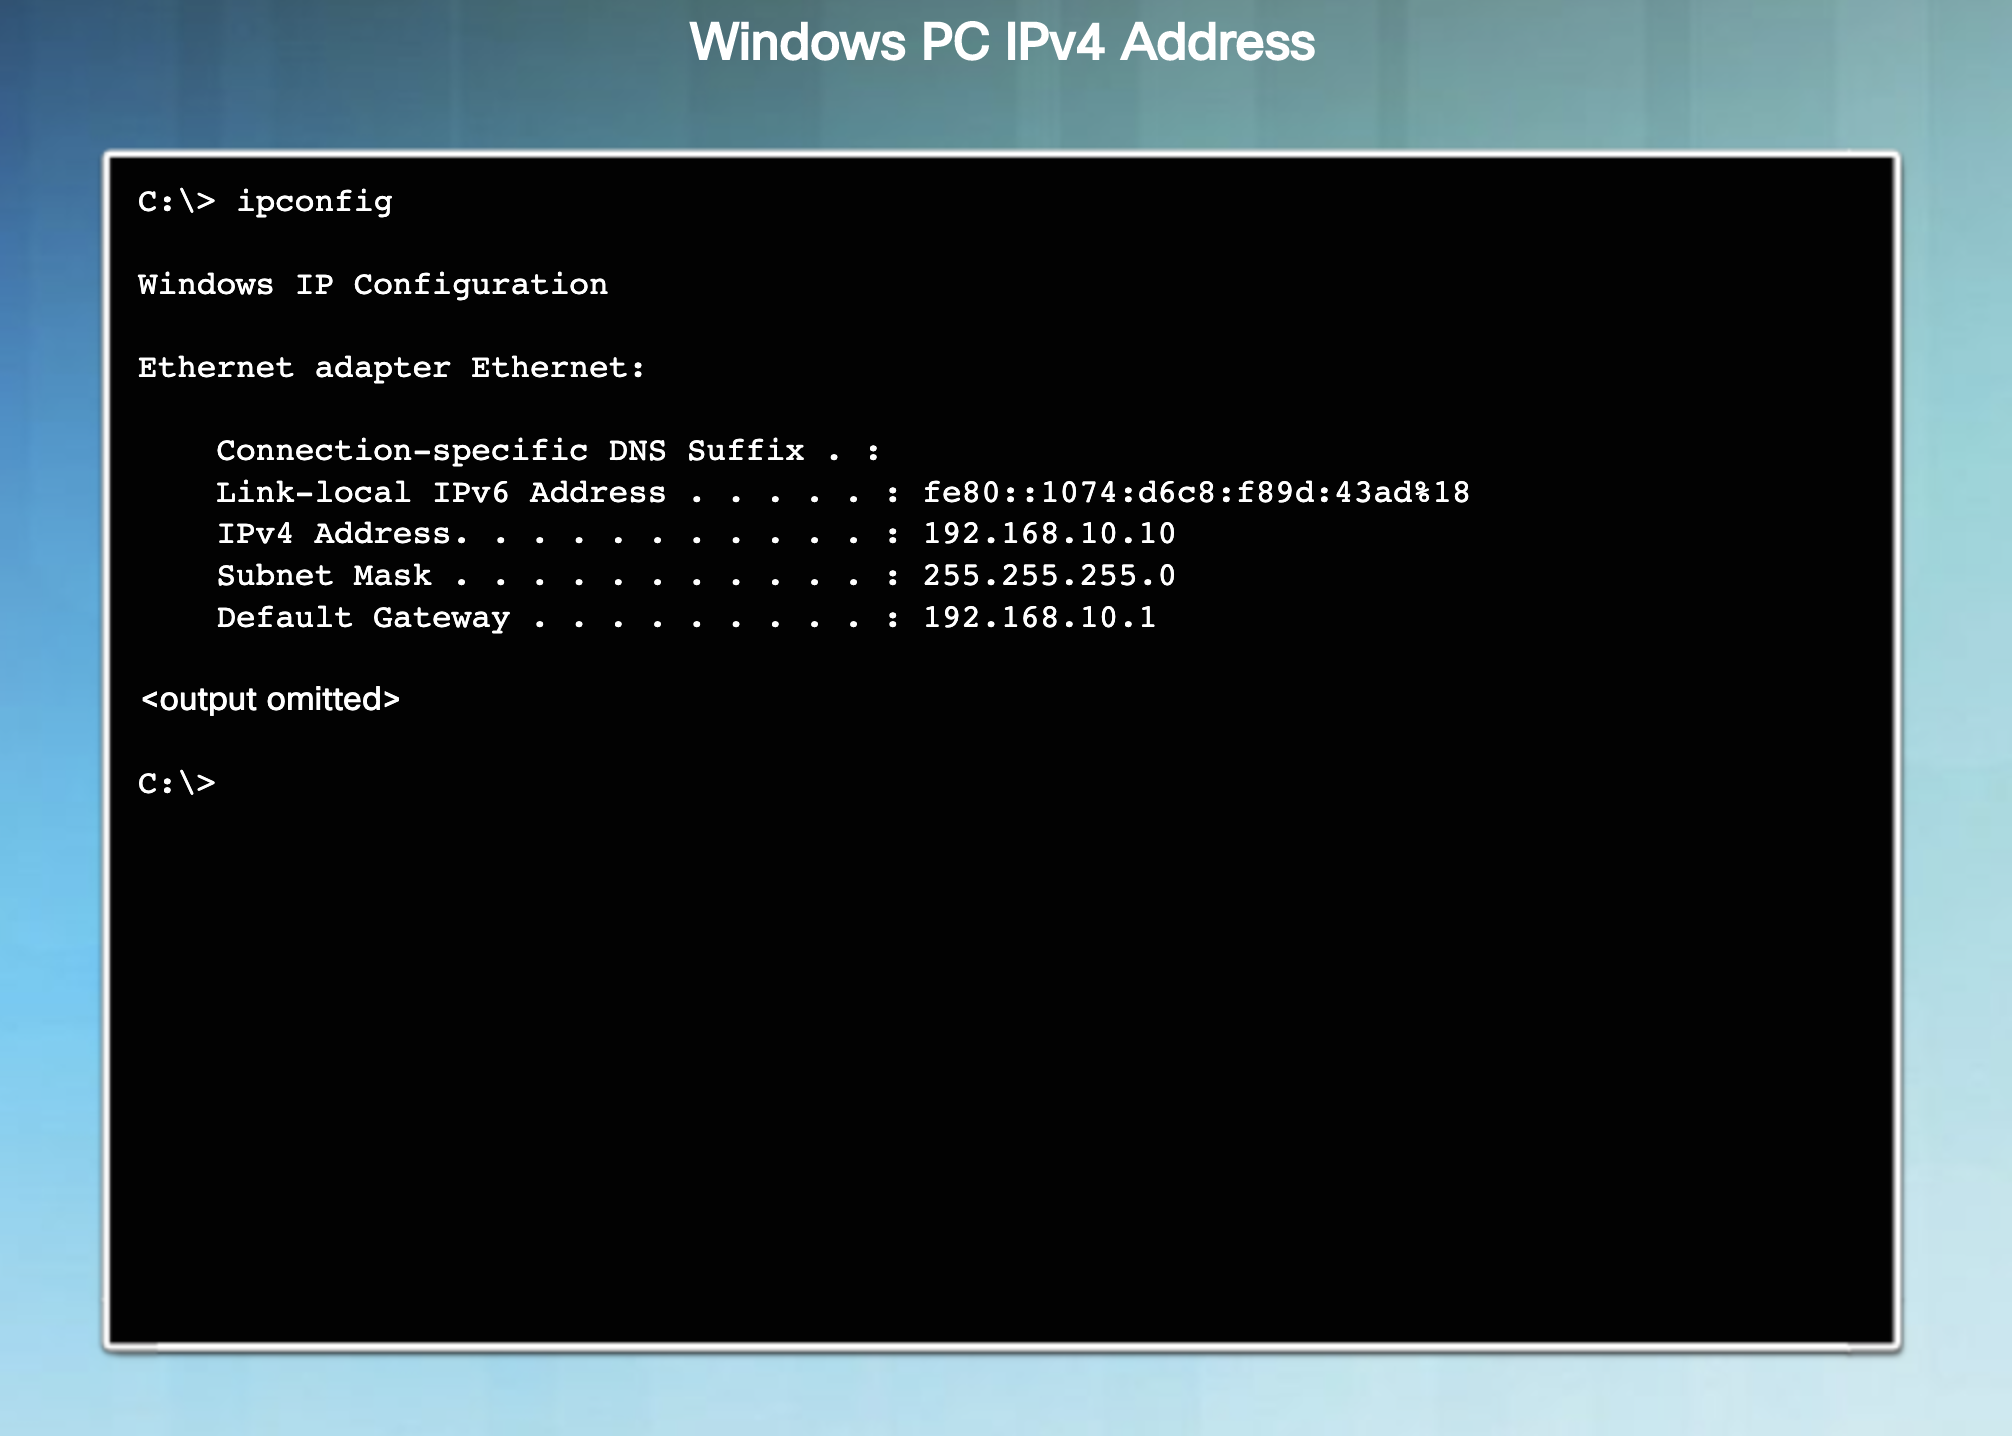 Windows PC IPv4 Address
C:\> ipconfig
Windows IP Configuration
Ethernet adapter Ethernet:
Connection-specific DNS Suffix . :
Link-local IPv6 Address . . . . . : fe80::1074:d6c8:f89d:43ad%18
IPv4 Address. . . . . . . . . . . : 192.168.10.10
Subnet Mask . . . . . . . . . . . : 255.255.255.0
Default Gateway . . . . . . . . . : 192.168.10.1
<output omitted>
C:\>